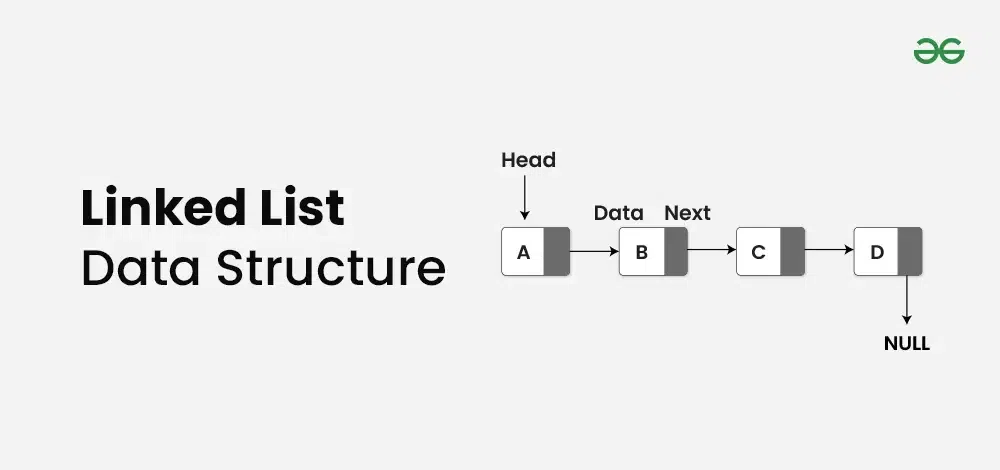 Linked List
Data Structure
Head
Data Next
A B C D
NULL